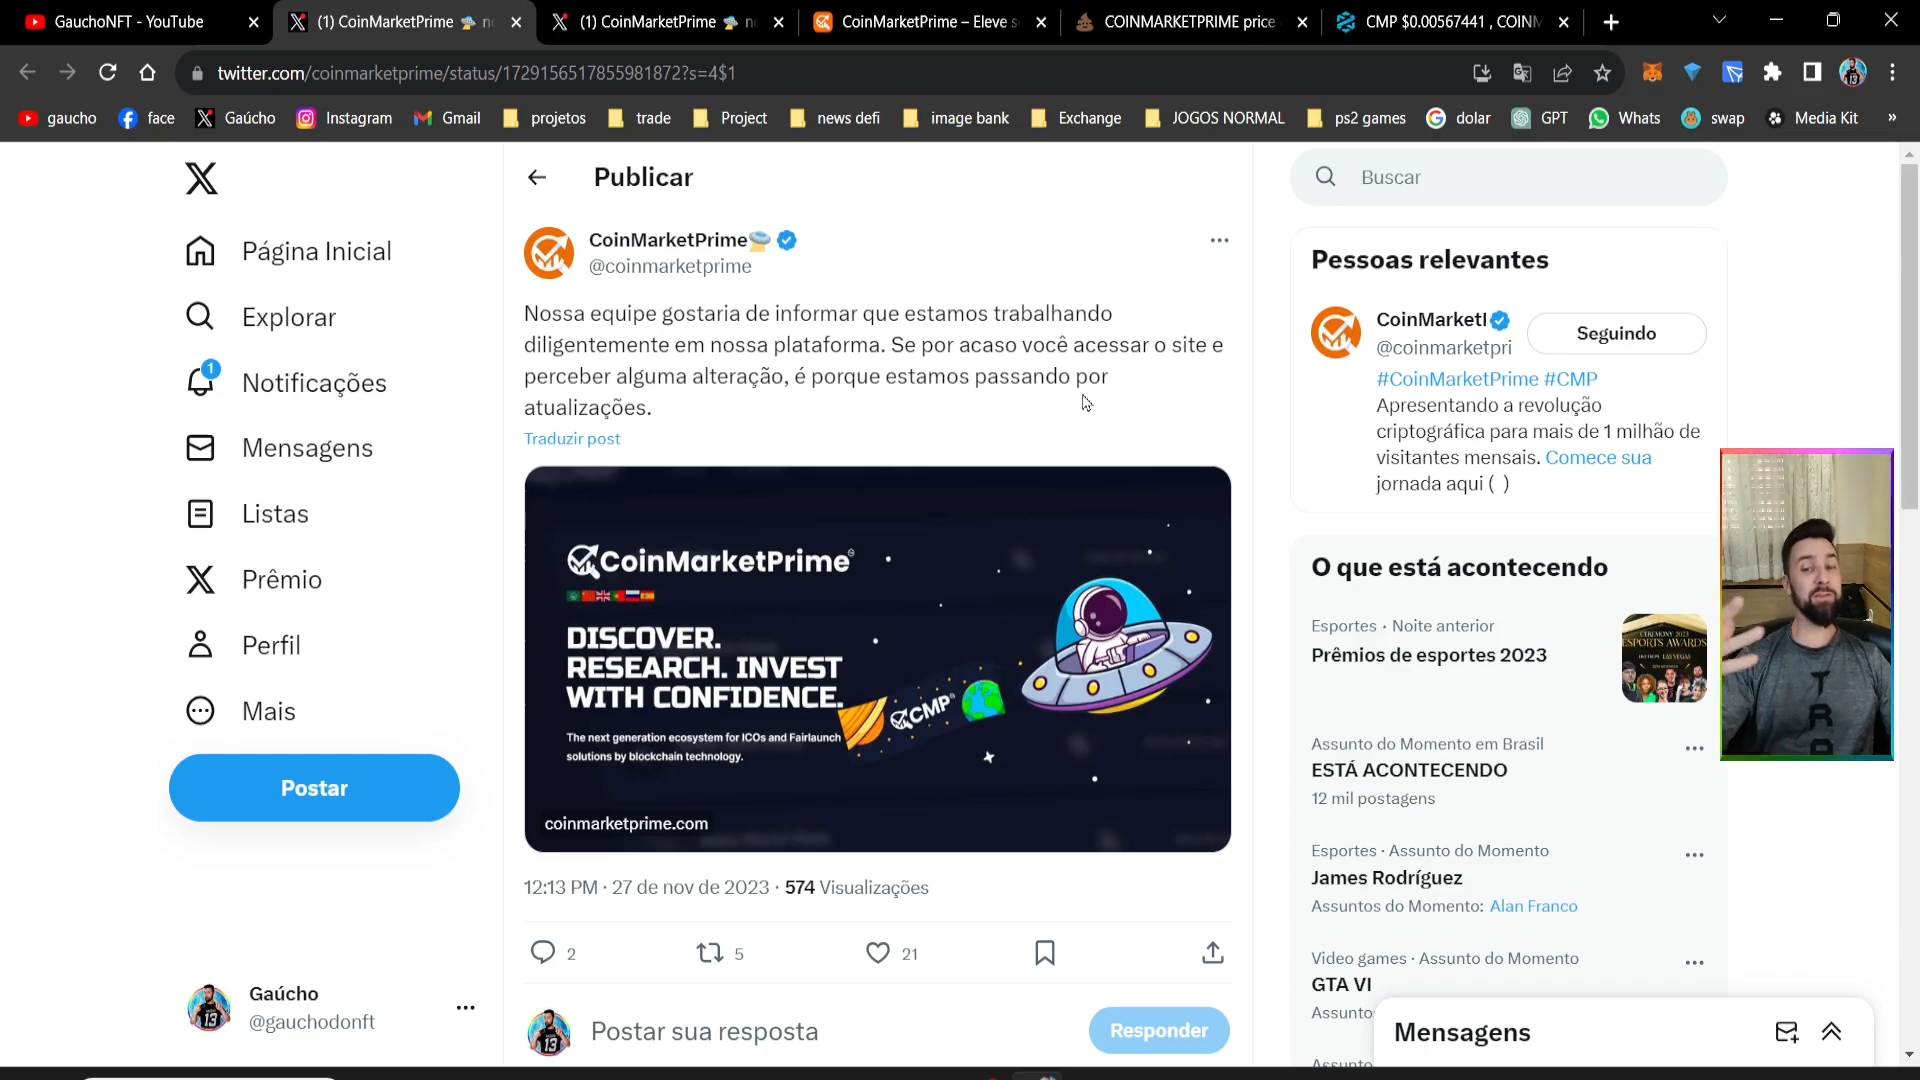 GauchoNFT - YouTube
(1) CoinMarketPrime
(1) CoinMarketPrime
CoinMarketPrime – Eleve
COINMARKETPRIME price
CMP $0.00567441 , COINM
twitter.com/coinmarketprime/status/1729156517855981872?s=4$1
gaucho
face
Gaúcho
Instagram
Gmail
projetos
trade
Project
news defi
image bank
Exchange
JOGOS NORMAL
ps2 games
dolar
GPT
Whats
swap
Media Kit
»
Página Inicial
Explorar
1
Notificações
Mensagens
Listas
Prêmio
Perfil
Mais
Postar
Gaúcho
@gauchodonft
Publicar
CoinMarketPrime
@coinmarketprime
Nossa equipe gostaria de informar que estamos trabalhando
diligentemente em nossa plataforma. Se por acaso você acessar o site e
perceber alguma alteração, é porque estamos passando por
atualizações.
Traduzir post
CoinMarketPrime
DISCOVER.
RESEARCH. INVEST
WITH CONFIDENCE.
The next generation ecosystem for ICOs and Fairlaunch
solutions by blockchain technology.
CMP
coinmarketprime.com
12:13 PM · 27 de nov de 2023 · 574 Visualizações
2
5
21
Postar sua resposta
Responder
Buscar
Pessoas relevantes
CoinMarketI
@coinmarketpri
Seguindo
#CoinMarketPrime #CMP
Apresentando a revolução
criptográfica para mais de 1 milhão de
visitantes mensais. Comece sua
jornada aqui ( )
O que está acontecendo
Esportes · Noite anterior
Prêmios de esportes 2023
CEREMONY 2023
ESPORTS AWARDS
LAS VEGAS
Assunto do Momento em Brasil
ESTÁ ACONTECENDO
12 mil postagens
Esportes · Assunto do Momento
James Rodríguez
Assuntos do Momento: Alan Franco
Video games · Assunto do Momento
GTA VI
Assunto
Mensagens